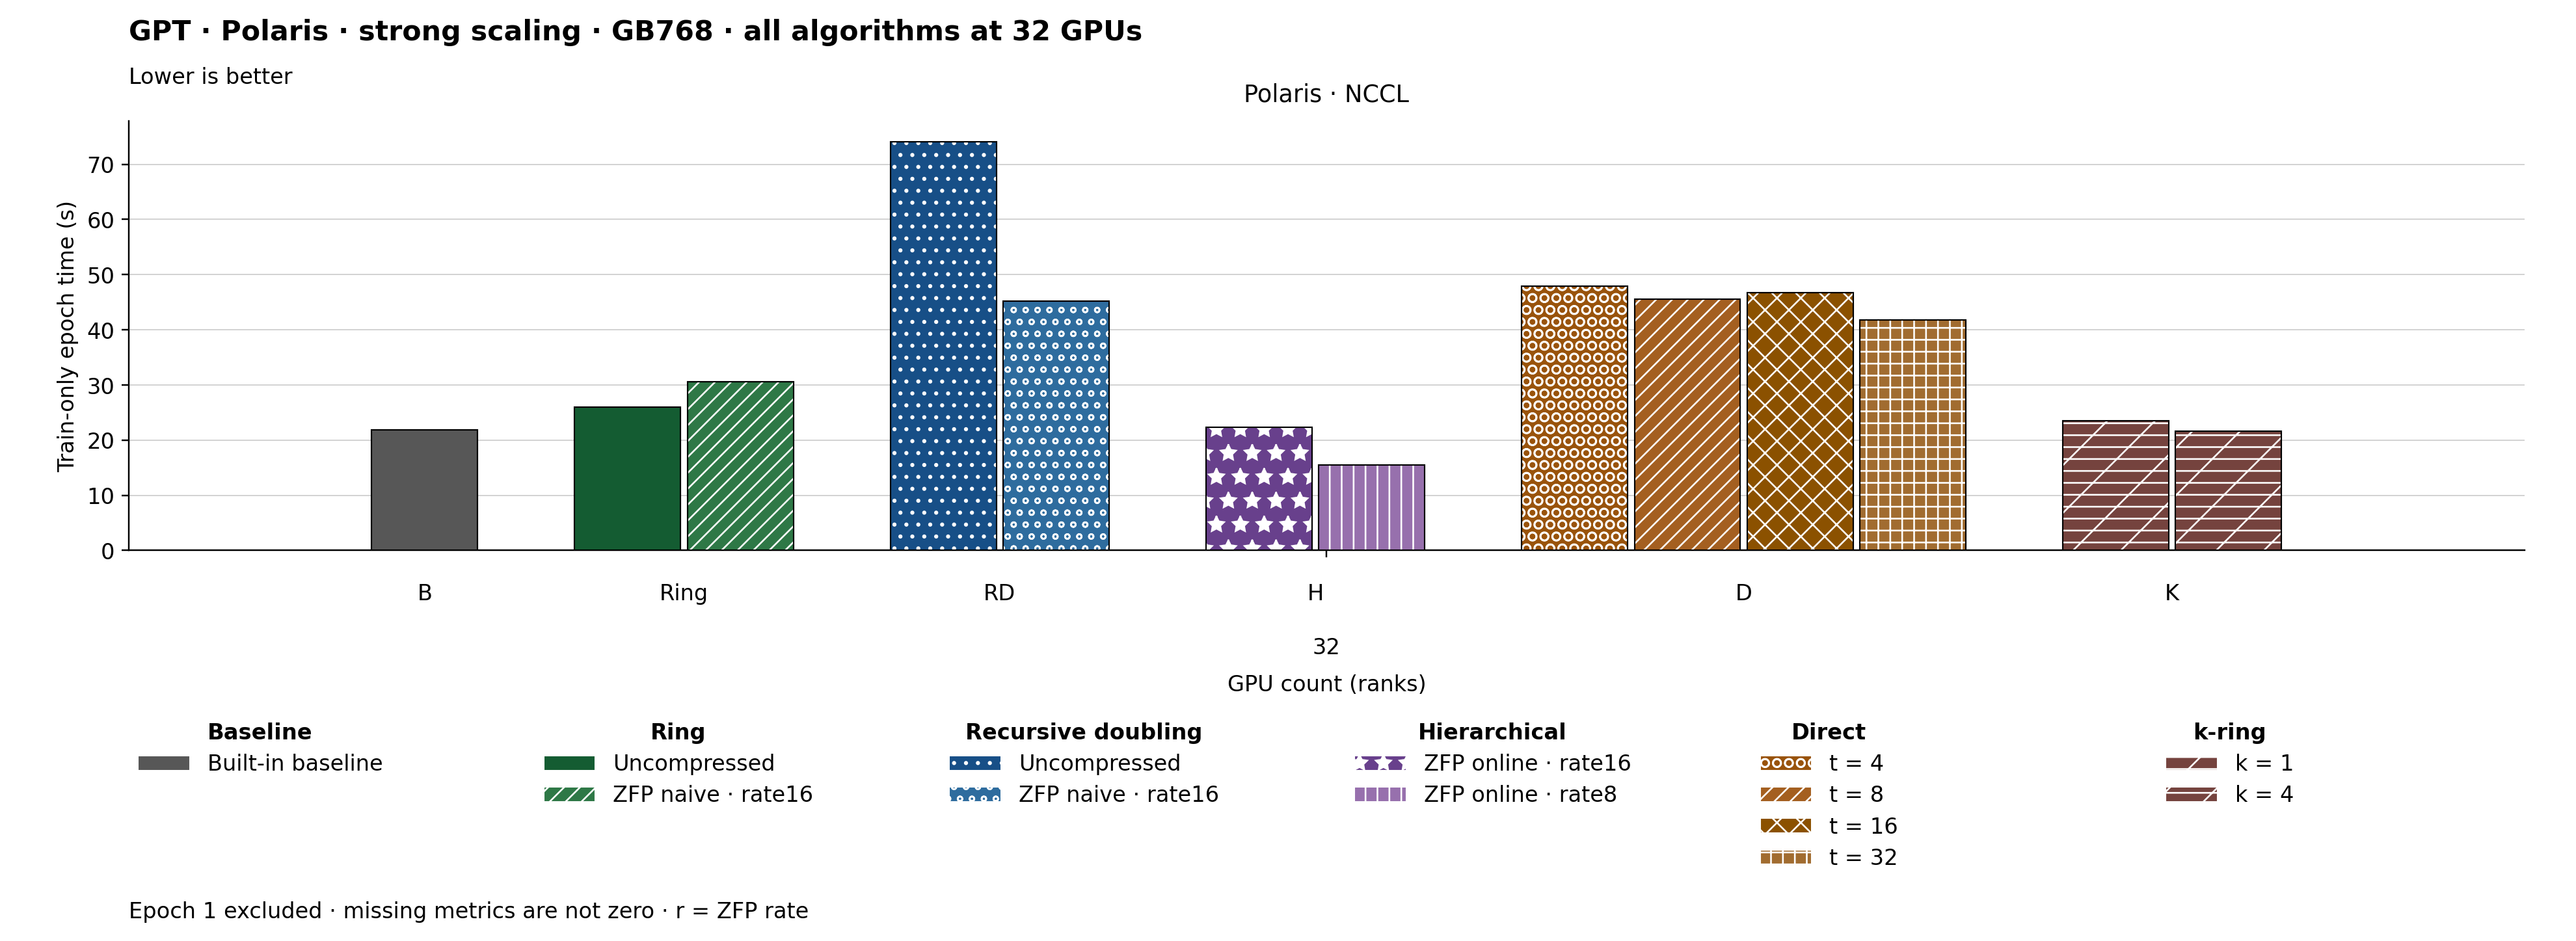 GPT · Polaris · strong scaling · GB768 · all algorithms at 32 GPUs
Lower is better
Polaris · NCCL
Train-only epoch time (s)
70
60
50
40
30
20
10
0
B Ring RD H D K
32
GPU count (ranks)
Baseline
Built-in baseline
Ring
Uncompressed
ZFP naive · rate16
Recursive doubling
Uncompressed
ZFP naive · rate16
Hierarchical
ZFP online · rate16
ZFP online · rate8
Direct
t = 4
t = 8
t = 16
t = 32
k-ring
k = 1
k = 4
Epoch 1 excluded · missing metrics are not zero · r = ZFP rate